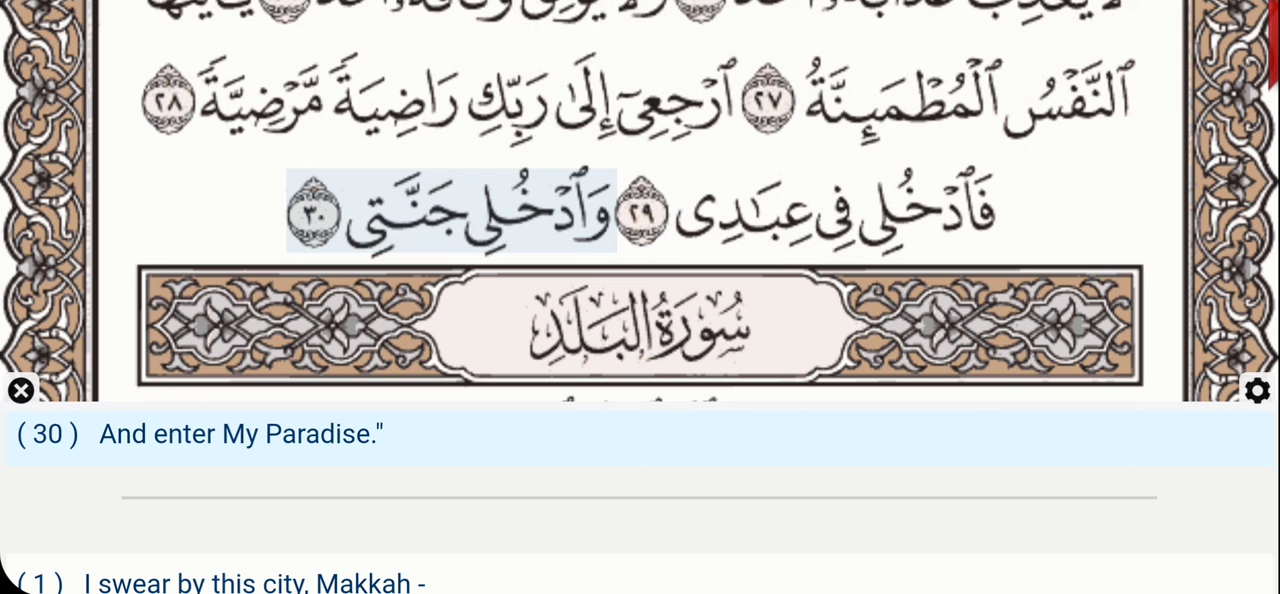 ٱلنَّفْسُ ٱلْمُطْمَئِنَّةُ ٢٧ ٱرْجِعِىٓ إِلَىٰ رَبِّكِ رَاضِيَةً مَّرْضِيَّةً ٢٨
فَٱدْخُلِى فِى عِبَـٰدِى ٢٩ وَٱدْخُلِى جَنَّتِى ٣٠
سُورَةُ البَلَدِ
( 30 ) And enter My Paradise."
( 1 ) I swear by this city, Makkah -